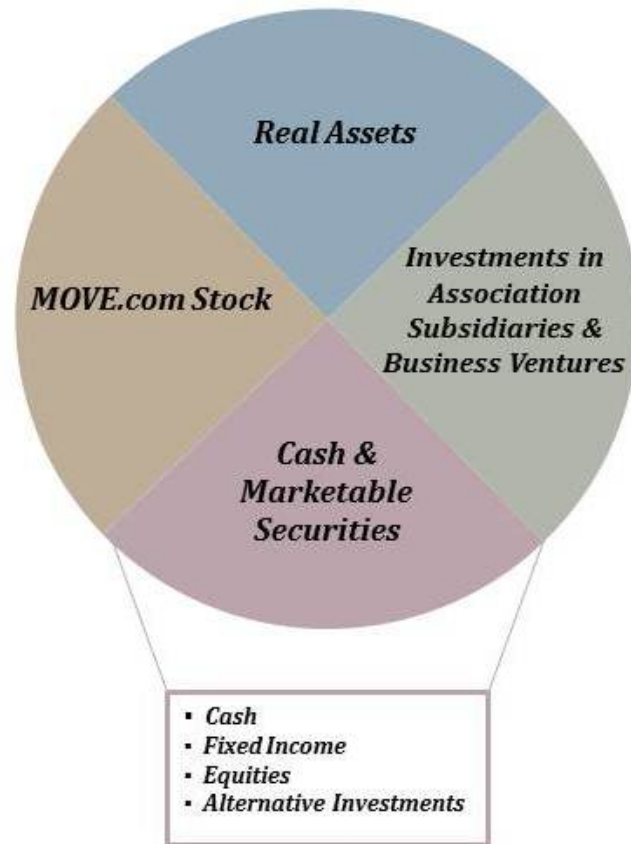 Real Assets
MOVE.com Stock
Investments in
Association
Subsidiaries &
Business Ventures
Cash &
Marketable
Securities
▪ Cash
▪ Fixed Income
▪ Equities
▪ Alternative Investments